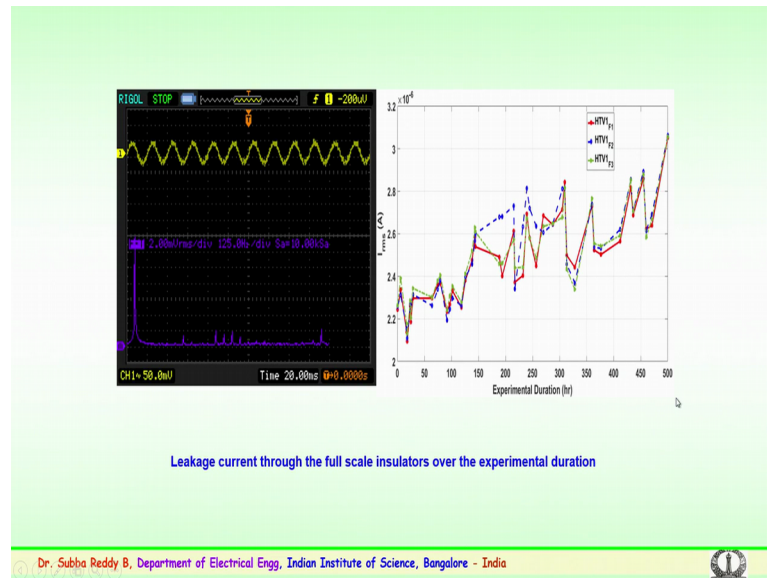 RIGOL STOP -200uV
2.00mVrms/div 125.0Hz/div Sa=10.00kSa
CH1~ 50.0mV Time 20.00ms 0.0000s
×10⁻⁶
HTV1F1
HTV1F2
HTV1F3
3.2
3
2.8
2.6
2.4
2.2
2
Irms (A)
0 50 100 150 200 250 300 350 400 450 500
Experimental Duration (hr)
Leakage current through the full scale insulators over the experimental duration
Dr. Subba Reddy B, Department of Electrical Engg, Indian Institute of Science, Bangalore - India